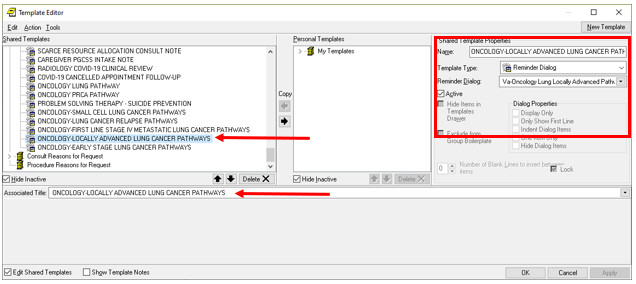 Template Editor
Edit Action Tools
New Template
Shared Templates
SCARCE RESOURCE ALLOCATION CONSULT NOTE
CAREGIVER PGCSS INTAKE NOTE
RADIOLOGY COVID-19 CLINICAL REVIEW
COVID-19 CANCELLED APPOINTMENT FOLLOW-UP
ONCOLOGY LUNG PATHWAY
ONCOLOGY PRCA PATHWAY
PROBLEM SOLVING THERAPY - SUICIDE PREVENTION
ONCOLOGY-SMALL CELL LUNG CANCER PATHWAYS
ONCOLOGY-LUNG CANCER RELAPSE PATHWAYS
ONCOLOGY-FIRST LINE STAGE IV METASTATIC LUNG CANCER PATHWAYS
ONCOLOGY-LOCALLY ADVANCED LUNG CANCER PATHWAYS
ONCOLOGY-EARLY STAGE LUNG CANCER PATHWAYS
Consult Reasons for Request
Procedure Reasons for Request
Hide Inactive
Delete
Copy
Personal Templates
My Templates
Hide Inactive
Delete
Shared Template Properties
Name: ONCOLOGY-LOCALLY ADVANCED LUNG CANCER PATH
Template Type: Reminder Dialog
Reminder Dialog: Va-Oncology Lung Locally Advanced Pathw
Active
Hide Items in
Templates
Drawer
Exclude from
Group Boilerplate
Dialog Properties
Display Only
Only Show First Line
Indent Dialog Items
Hide Dialog Items
0 Number of Blank Lines to insert between
items
Lock
Associated Title: ONCOLOGY-LOCALLY ADVANCED LUNG CANCER PATHWAYS
Edit Shared Templates
Show Template Notes
OK Cancel Apply